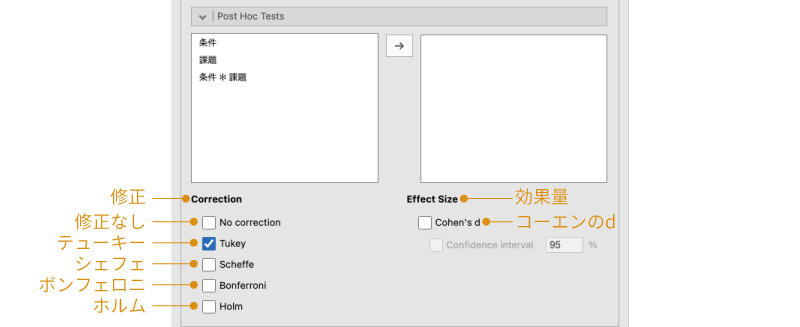 Post Hoc Tests
条件
課題
条件 ✻ 課題
→
修正
Correction
Effect Size
効果量
修正なし
No correction
Cohen's d
コーエンのd
テューキー
Tukey
Confidence interval
95
%
シェフェ
Scheffe
ボンフェロニ
Bonferroni
ホルム
Holm